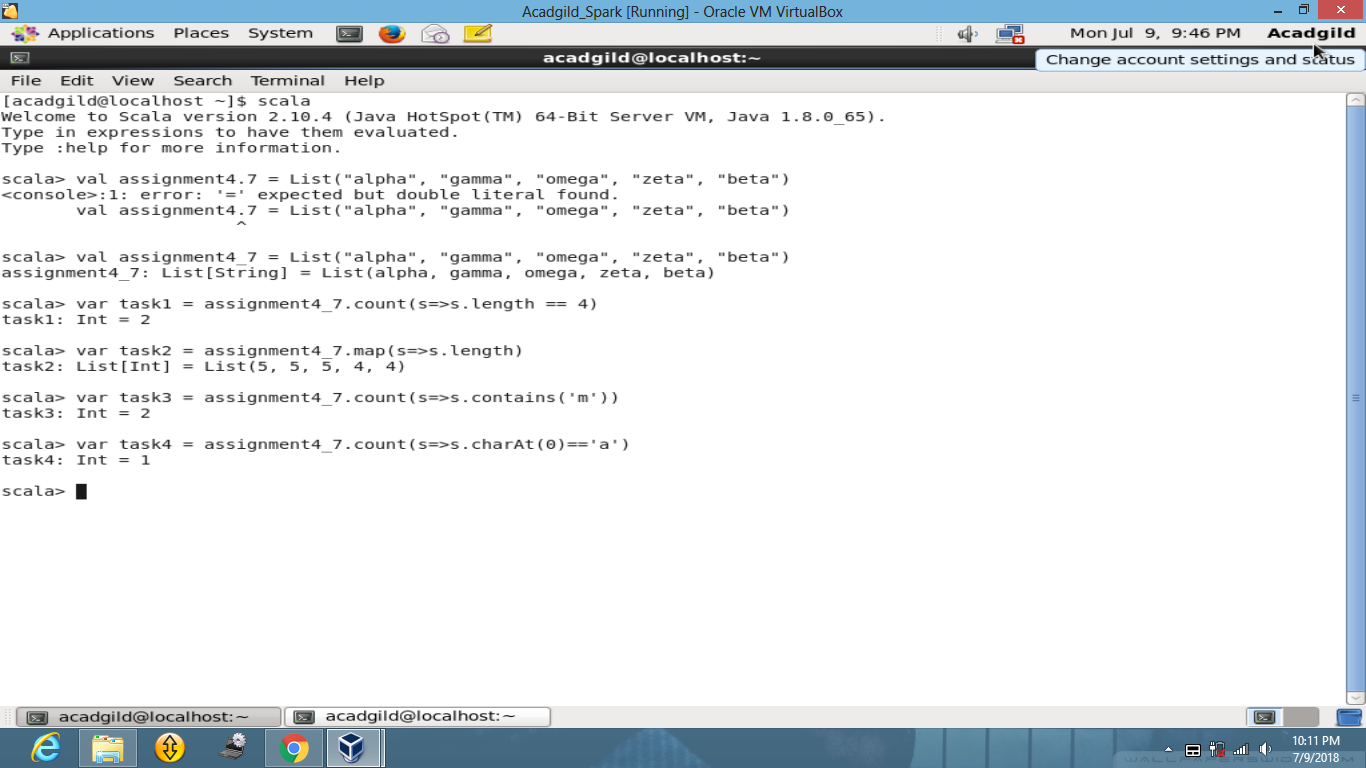 Acadgild_Spark [Running] - Oracle VM VirtualBox
Applications Places System Mon Jul 9, 9:46 PM Acadgild
acadgild@localhost:~
Change account settings and status
File Edit View Search Terminal Help
[acadgild@localhost ~]$ scala
Welcome to Scala version 2.10.4 (Java HotSpot(TM) 64-Bit Server VM, Java 1.8.0_65).
Type in expressions to have them evaluated.
Type :help for more information.
scala> val assignment4.7 = List("alpha", "gamma", "omega", "zeta", "beta")
<console>:1: error: '=' expected but double literal found.
       val assignment4.7 = List("alpha", "gamma", "omega", "zeta", "beta")
                      ^
scala> val assignment4_7 = List("alpha", "gamma", "omega", "zeta", "beta")
assignment4_7: List[String] = List(alpha, gamma, omega, zeta, beta)
scala> var task1 = assignment4_7.count(s=>s.length == 4)
task1: Int = 2
scala> var task2 = assignment4_7.map(s=>s.length)
task2: List[Int] = List(5, 5, 5, 4, 4)
scala> var task3 = assignment4_7.count(s=>s.contains('m'))
task3: Int = 2
scala> var task4 = assignment4_7.count(s=>s.charAt(0)=='a')
task4: Int = 1
scala>
acadgild@localhost:~ acadgild@localhost:~
10:11 PM
7/9/2018